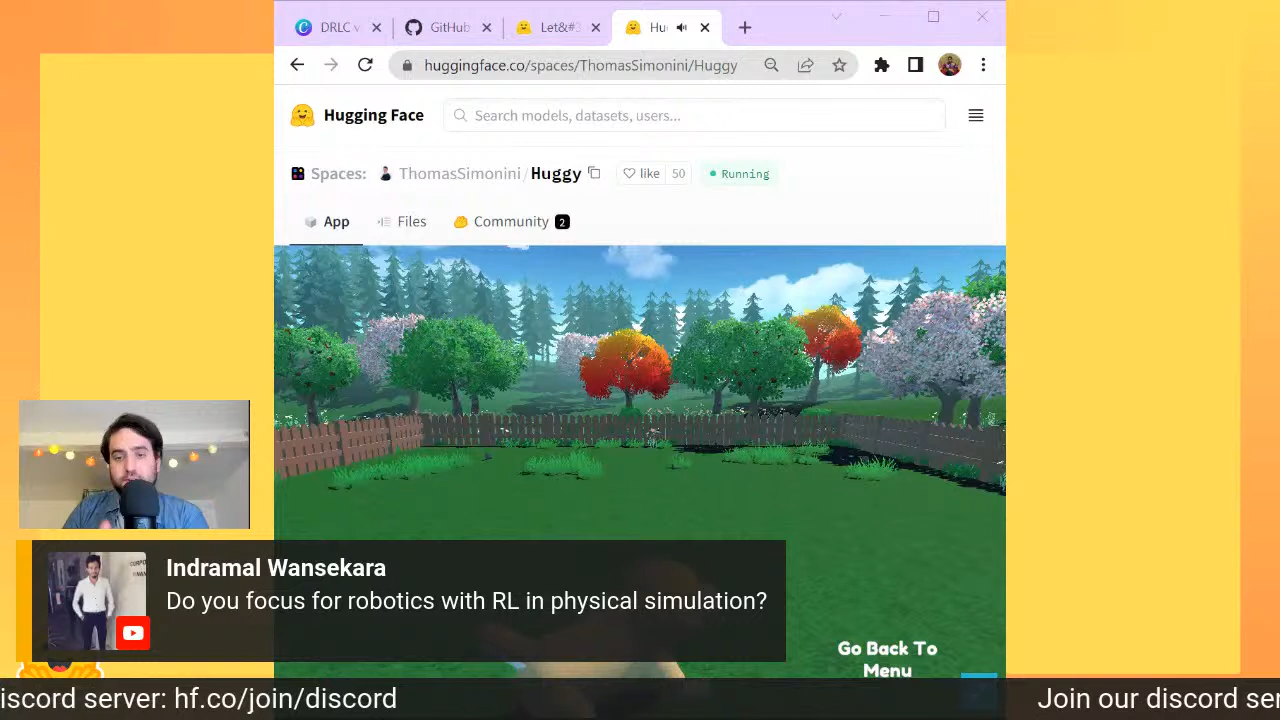 DRLC v
GitHub
Let&#3
Hu
huggingface.co/spaces/ThomasSimonini/Huggy
Hugging Face
Search models, datasets, users...
Spaces: ThomasSimonini/Huggy
like 50
Running
App
Files
Community 2
Indramal Wansekara
Do you focus for robotics with RL in physical simulation?
Go Back To
Menu
iscord server: hf.co/join/discord
Join our discord ser